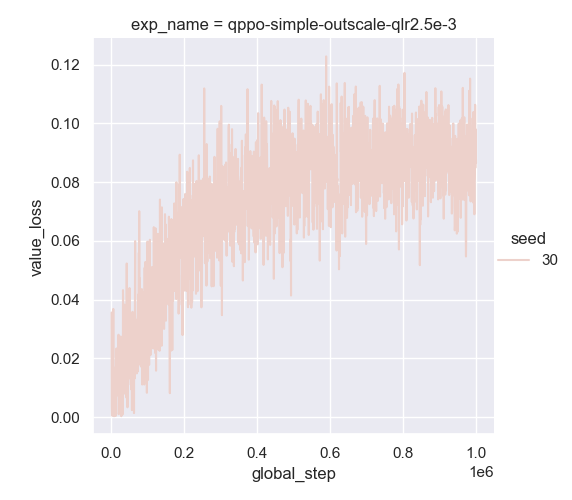 exp_name = qppo-simple-outscale-qlr2.5e-3
0.12
0.10
0.08
0.06
0.04
0.02
0.00
value_loss
seed
30
0.0 0.2 0.4 0.6 0.8 1.0
1e6
global_step